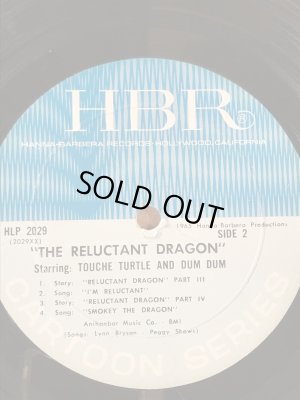 HBR
HANNA-BARBERA RECORDS · HOLLYWOOD, CALIFORNIA
SOLD OUT
HLP 2029
(2029XX)
1965 Hanna Barbera Productions
SIDE 2
"THE RELUCTANT DRAGON"
Starring: TOUCHE TURTLE AND DUM DUM
1 Story: "RELUCTANT DRAGON" PART III
2 Song: "I'M RELUCTANT"
3 Story: "RELUCTANT DRAGON" PART IV
4 Song: "SMOKEY THE DRAGON"
Anihanbar Music Co. - BMI
(Songs: Lynn Bryson - Peggy Shaws)
CARTOON SERIES